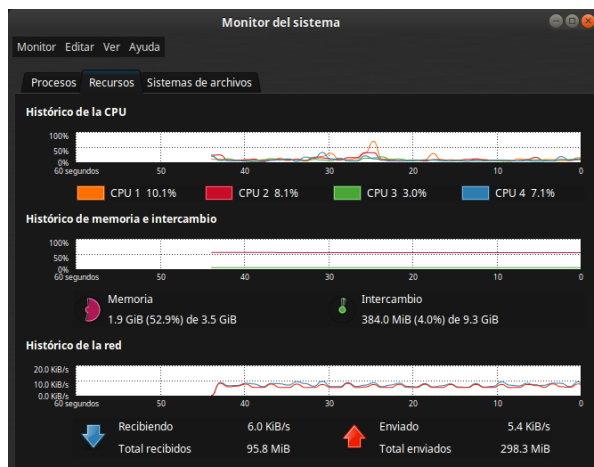 Monitor del sistema
Monitor Editar Ver Ayuda
Procesos Recursos Sistemas de archivos
Histórico de la CPU
100%
50%
0%
60 segundos 50 40 30 20 10 0
CPU 1 10.1% CPU 2 8.1% CPU 3 3.0% CPU 4 7.1%
Histórico de memoria e intercambio
100%
50%
0%
60 segundos 50 40 30 20 10 0
Memoria Intercambio
1.9 GiB (52.9%) de 3.5 GiB 384.0 MiB (4.0%) de 9.3 GiB
Histórico de la red
20.0 KiB/s
10.0 KiB/s
0.0 KiB/s
60 segundos 50 40 30 20 10 0
Recibiendo 6.0 KiB/s Enviado 5.4 KiB/s
Total recibidos 95.8 MiB Total enviados 298.3 MiB